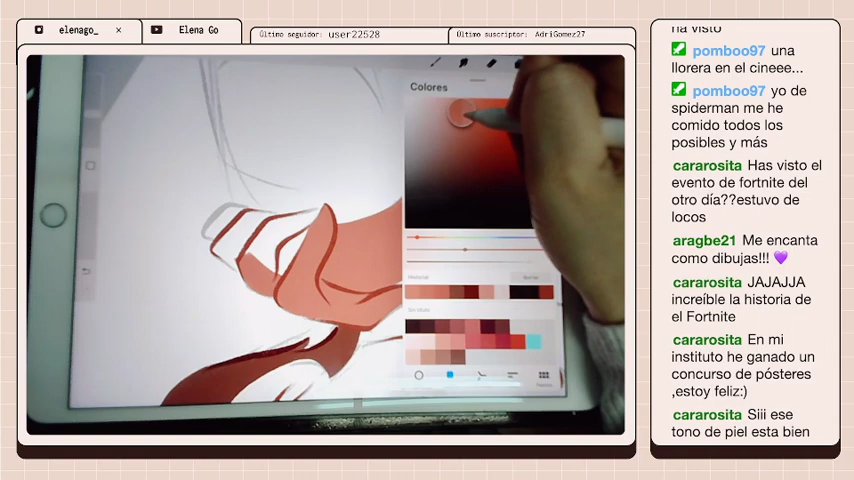 elenago_ ×
Elena Go
Último seguidor: user22528
Último suscriptor: AdriGomez27
Colores
Historial
ha visto
pomboo97 una
llorera en el cineee...
pomboo97 yo de
spiderman me he
comido todos los
posibles y más
cararosita Has visto el
evento de fortnite del
otro día??estuvo de
locos
aragbe21 Me encanta
como dibujas!!! 💜
cararosita JAJAJJA
increíble la historia de
el Fortnite
cararosita En mi
instituto he ganado un
concurso de pósteres
,estoy feliz:)
cararosita Siii ese
tono de piel esta bien